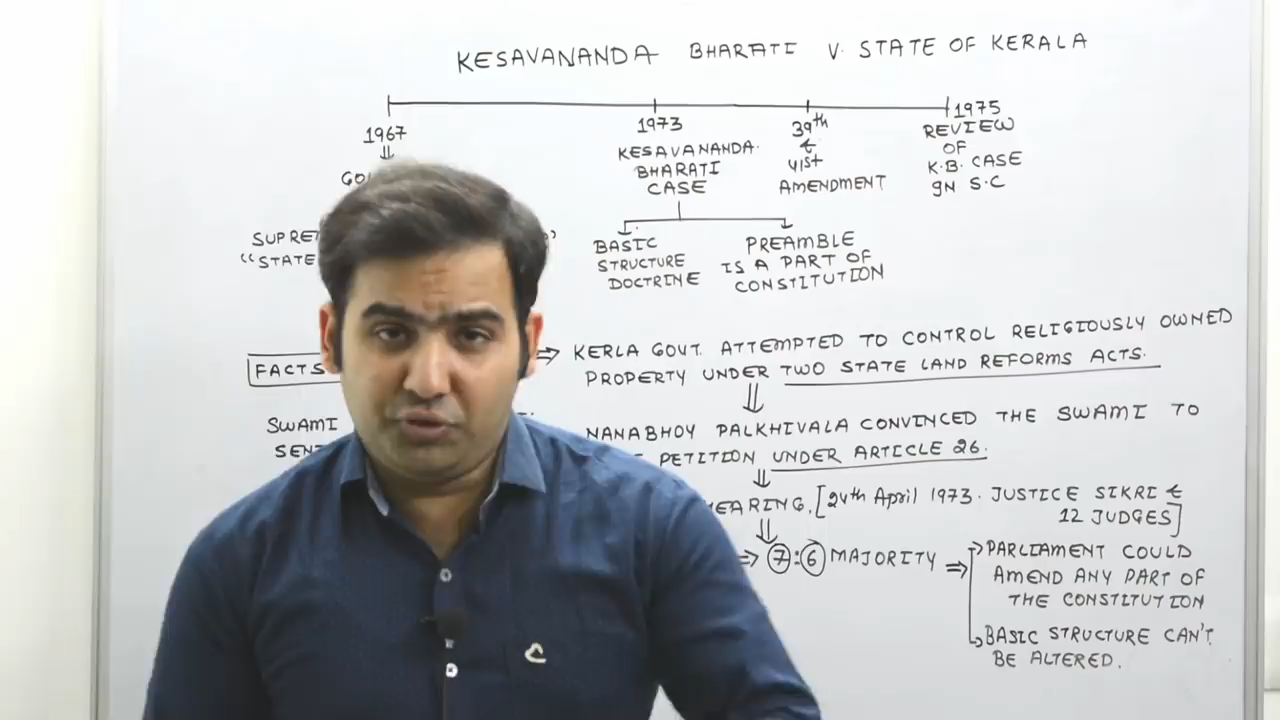 KESAVANANDA BHARATI V. STATE OF KERALA
1967
1973
KESAVANANDA
BHARATI
CASE
39th
&
41st
AMENDMENT
1975
REVIEW
OF
K.B. CASE
IN S.C
BASIC
STRUCTURE
DOCTRINE
PREAMBLE
IS A PART OF
CONSTITUTION
"STATE
FACTS
⇒ KERLA GOVT. ATTEMPTED TO CONTROL RELIGIOUSLY OWNED
PROPERTY UNDER TWO STATE LAND REFORMS ACTS.
SWAMI
NANABHOY PALKHIVALA CONVINCED THE SWAMI TO
PETITION UNDER ARTICLE 26.
[24th April 1973. JUSTICE SIKRI &
12 JUDGES]
⇒ 7:6 MAJORITY ⇒
PARLIAMENT COULD
AMEND ANY PART OF
THE CONSTITUTION
BASIC STRUCTURE CAN'T
BE ALTERED.